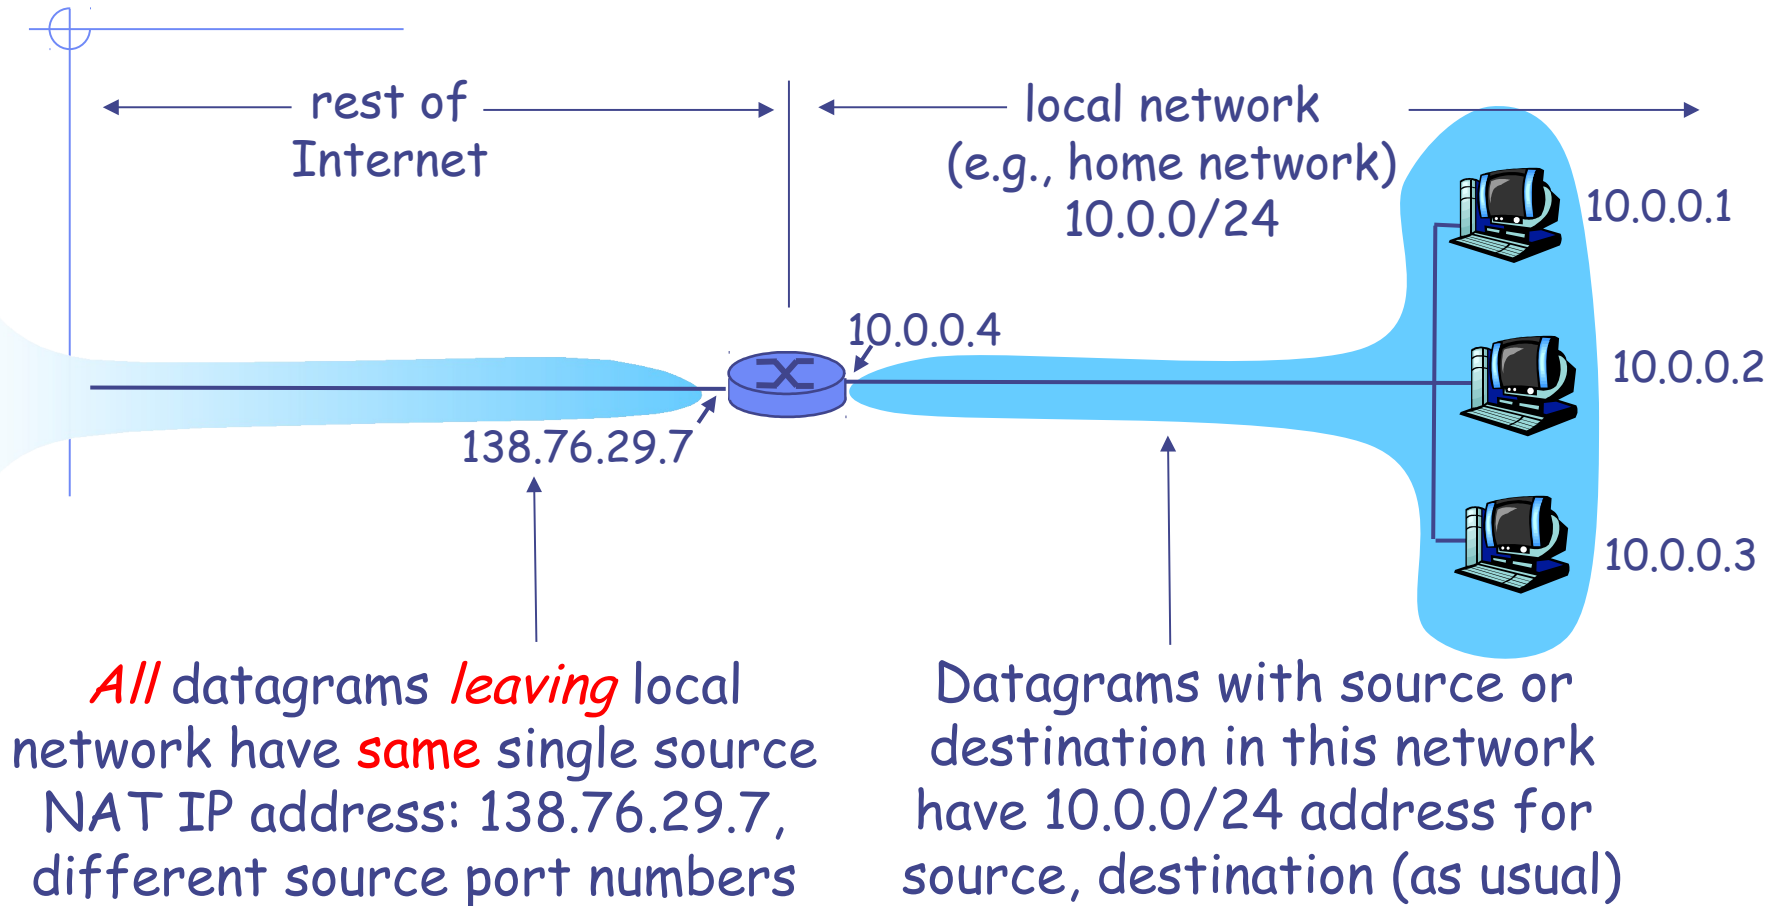 rest of
Internet
local network
(e.g., home network)
10.0.0/24
10.0.0.1
10.0.0.4
10.0.0.2
138.76.29.7
10.0.0.3
All datagrams leaving local
network have same single source
NAT IP address: 138.76.29.7,
different source port numbers
Datagrams with source or
destination in this network
have 10.0.0/24 address for
source, destination (as usual)